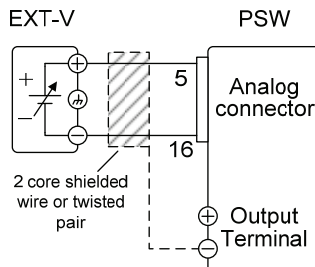 EXT-V
PSW
5
Analog
connector
16
2 core shielded
wire or twisted
pair
Output
Terminal